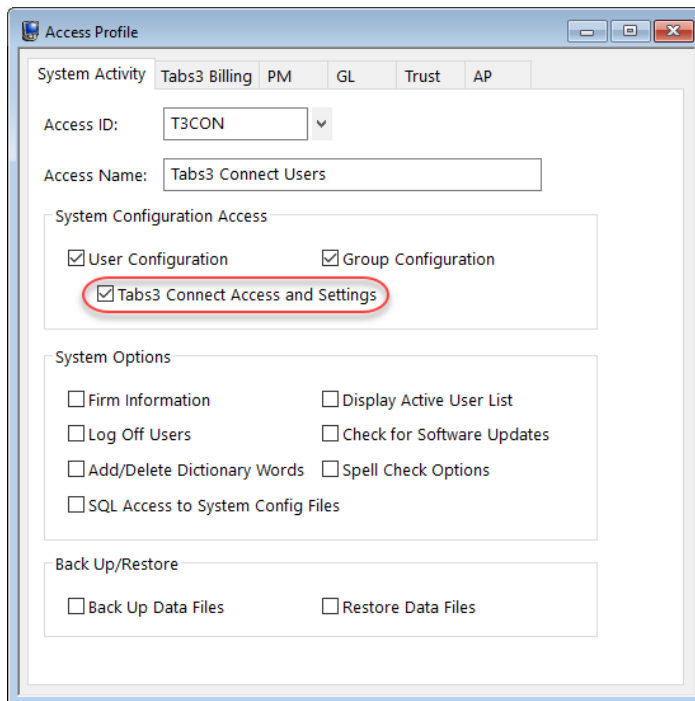 Access Profile
System Activity Tabs3 Billing PM GL Trust AP
Access ID: T3CON
Access Name: Tabs3 Connect Users
System Configuration Access
User Configuration Group Configuration
Tabs3 Connect Access and Settings
System Options
Firm Information Display Active User List
Log Off Users Check for Software Updates
Add/Delete Dictionary Words Spell Check Options
SQL Access to System Config Files
Back Up/Restore
Back Up Data Files Restore Data Files